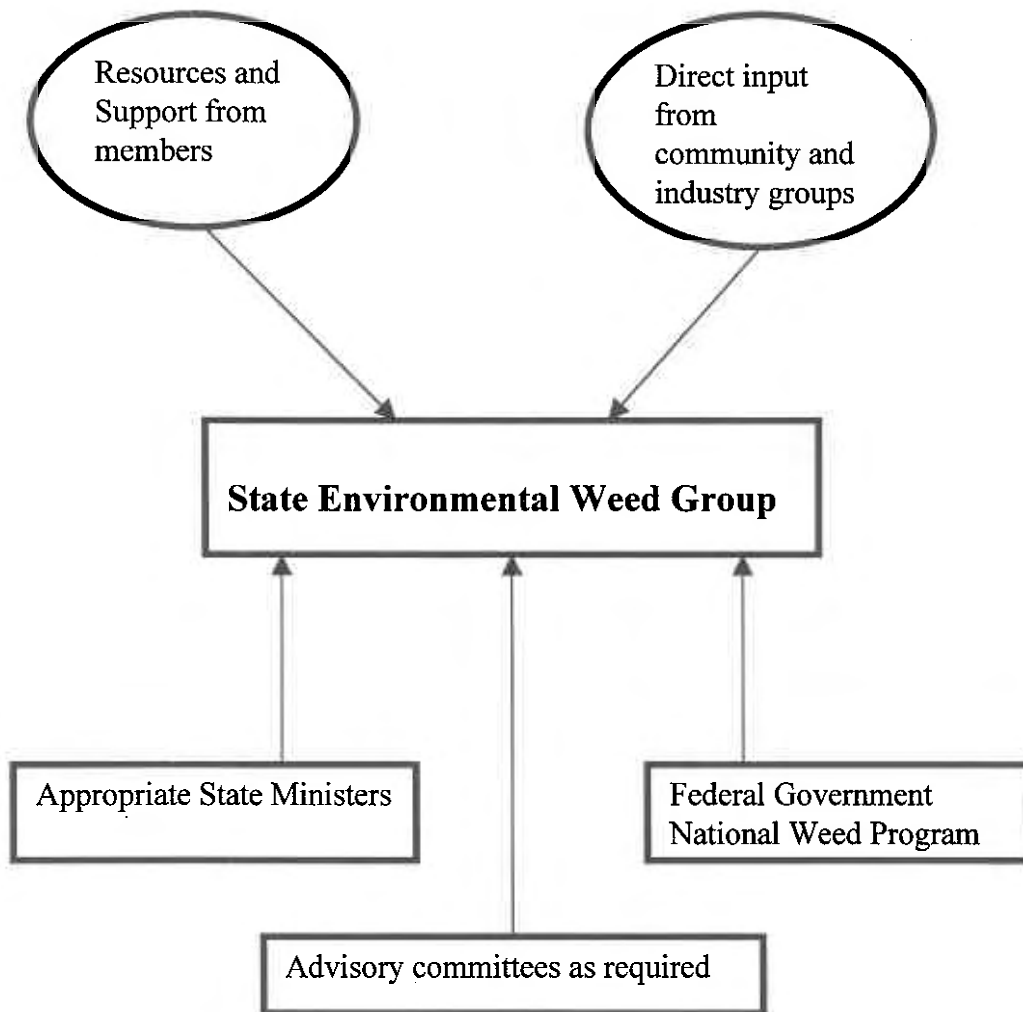 Resources and
Support from
members
Direct input
from
community and
industry groups
State Environmental Weed Group
Appropriate State Ministers
Federal Government
National Weed Program
Advisory committees as required